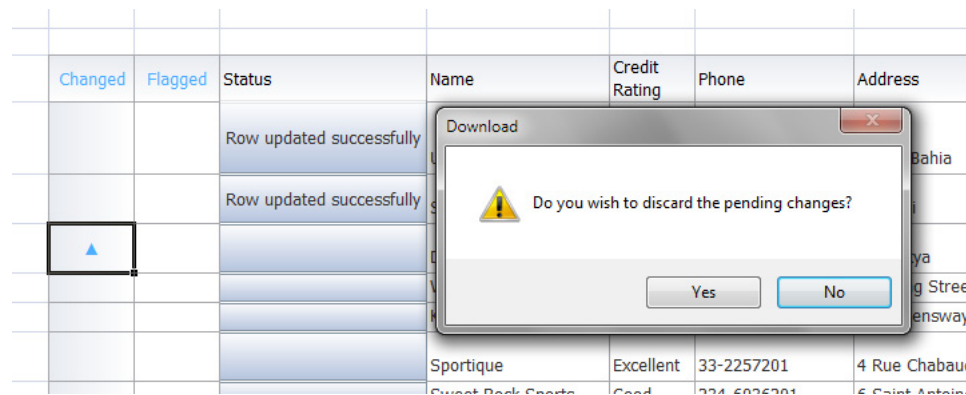 Changed Flagged Status Name Credit Rating Phone Address
Download
Row updated successfully
Bahia
Row updated successfully
Do you wish to discard the pending changes?
▲
Yes No
Sportique Excellent 33-2257201 4 Rue Chabaud